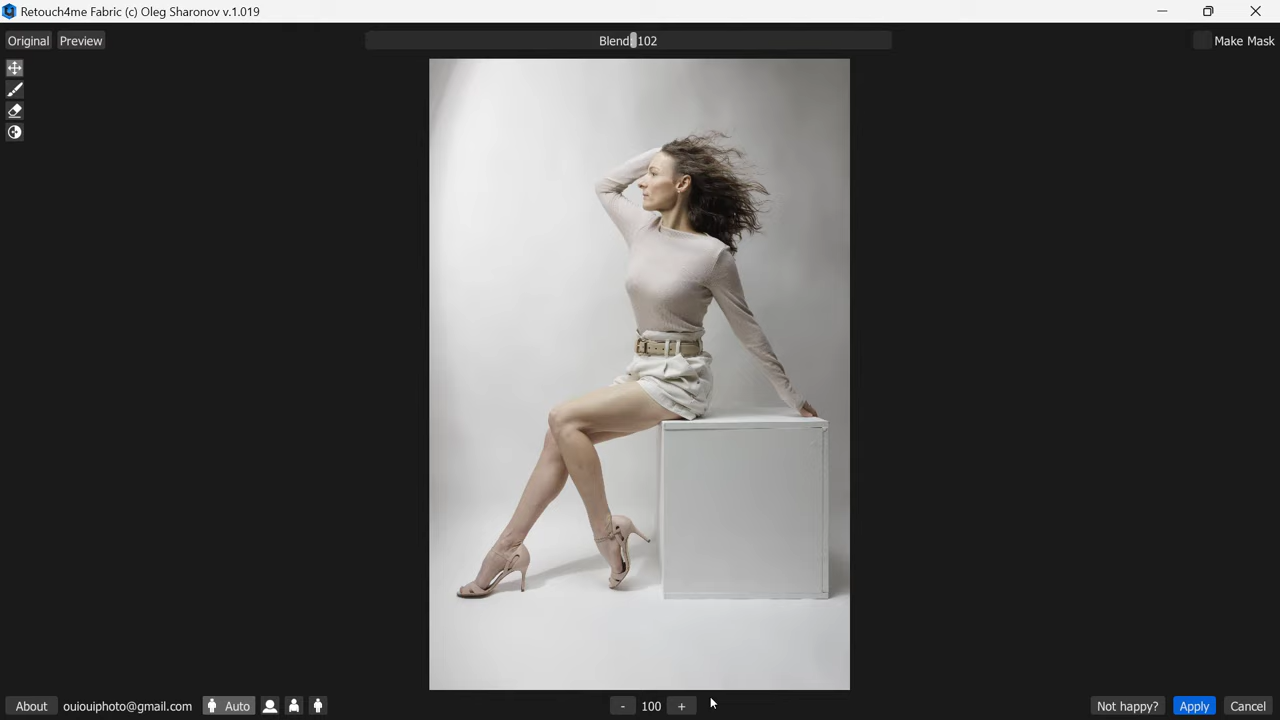 Retouch4me Fabric (c) Oleg Sharonov v.1.019
Original Preview Blend: 102 Make Mask
About ouiouiphoto@gmail.com Auto - 100 + Not happy? Apply Cancel